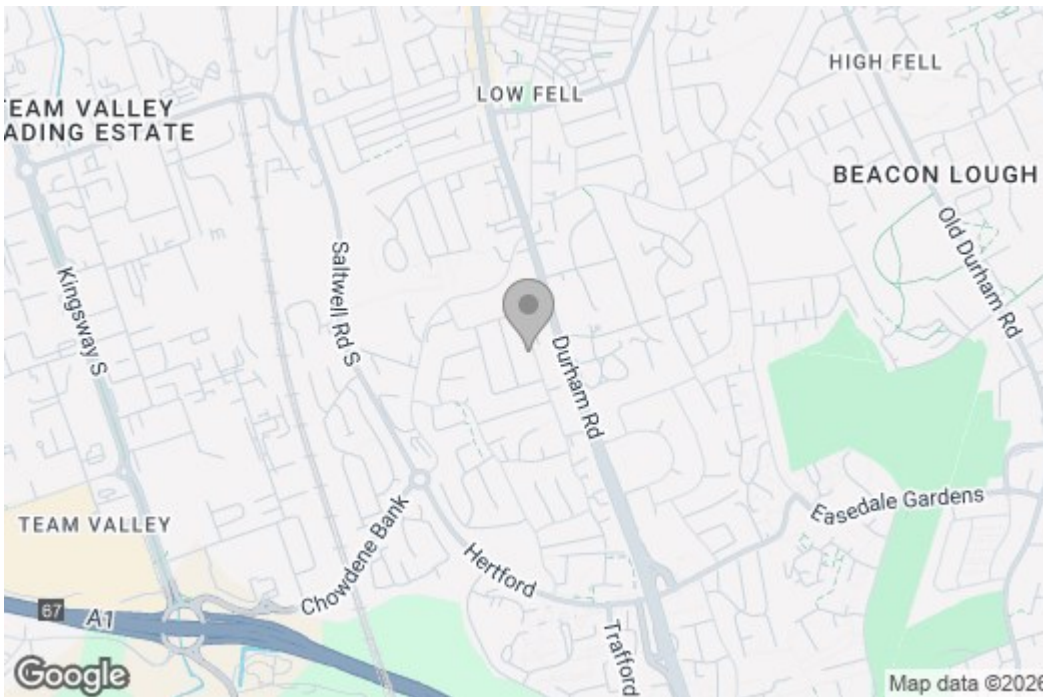 HIGH FELL
LOW FELL
TEAM VALLEY
ADING ESTATE
BEACON LOUGH
Old Durham Rd
Saltwell Rd S
Kingsway S
Durham Rd
Easedale Gardens
TEAM VALLEY
Chowdene Bank
Hertford
Trafford
67
A1
Google
Map data ©2026